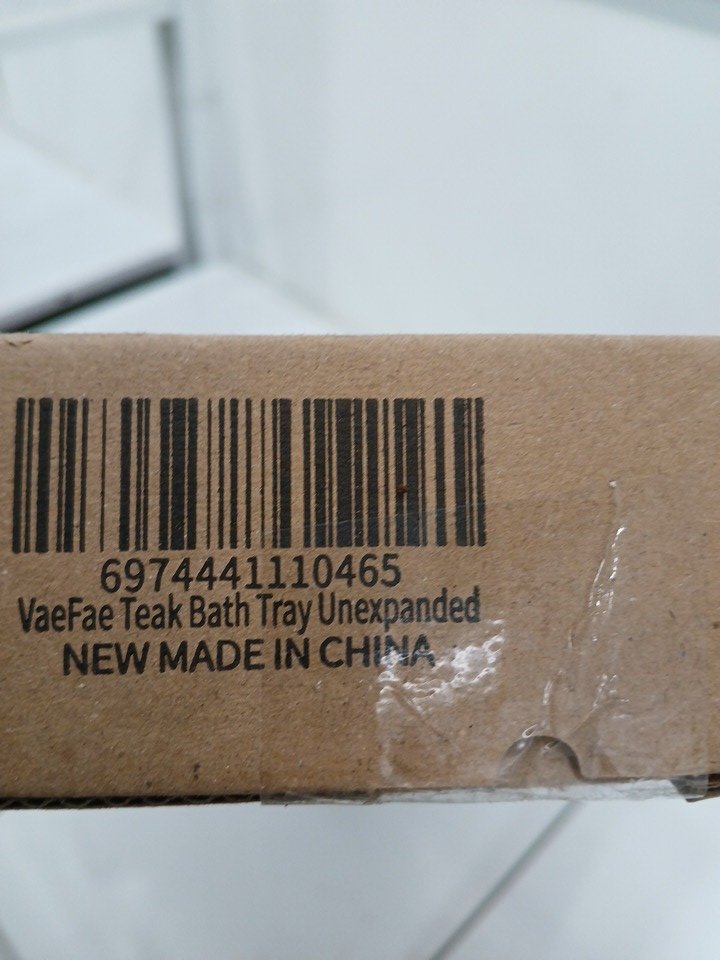 6974441110465
VaeFae Teak Bath Tray Unexpanded
NEW MADE IN CHINA